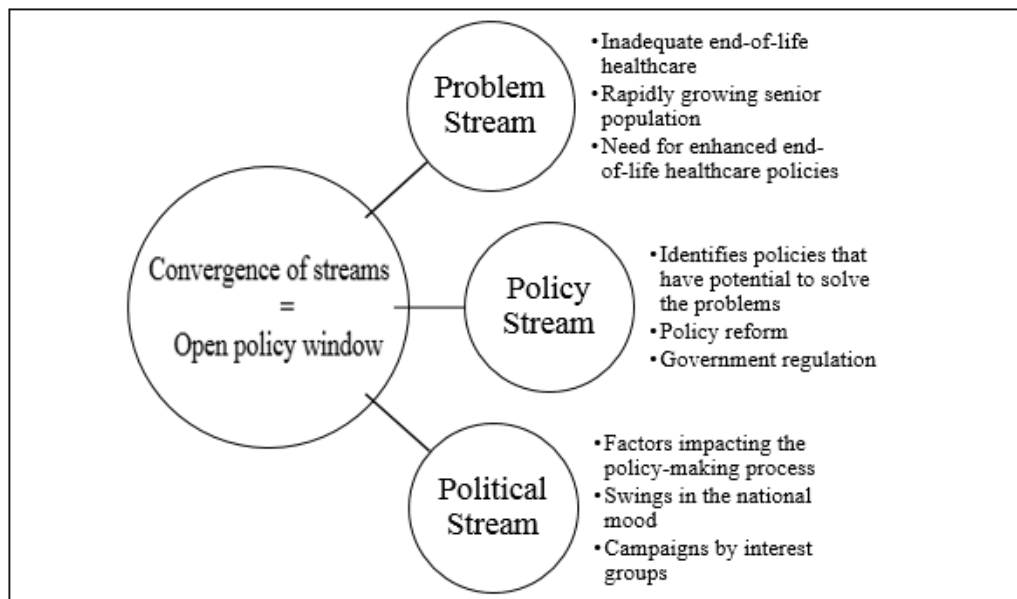 Problem
Stream
•Inadequate end-of-life
healthcare
•Rapidly growing senior
population
•Need for enhanced end-
of-life healthcare policies
Convergence of streams
=
Open policy window
Policy
Stream
•Identifies policies that
have potential to solve
the problems
•Policy reform
•Government regulation
Political
Stream
•Factors impacting the
policy-making process
•Swings in the national
mood
•Campaigns by interest
groups